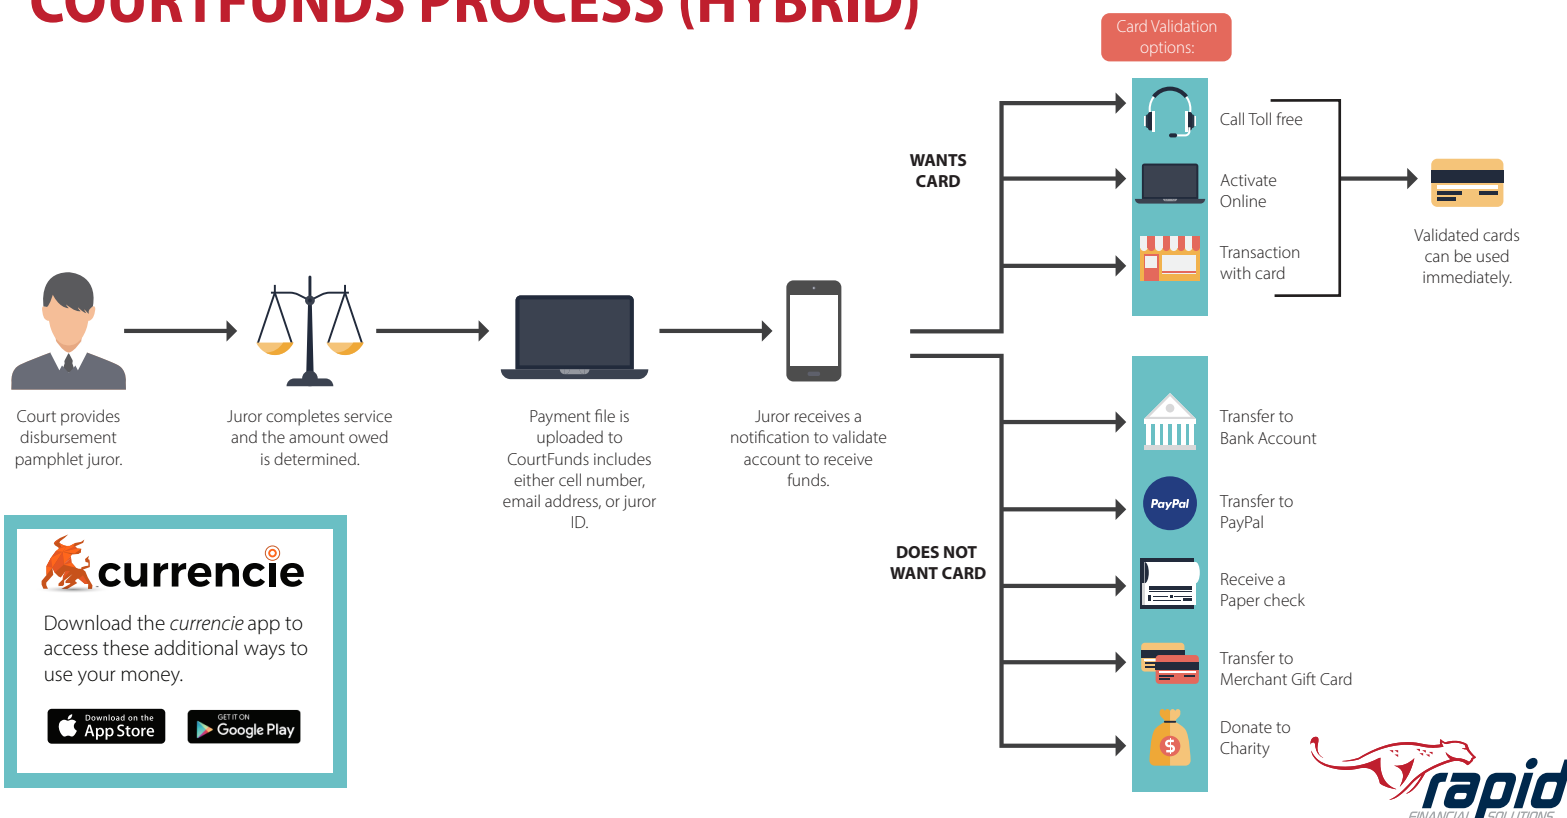 COURTFUNDS PROCESS (HYBRID)
Card Validation
options:
WANTS
CARD
Call Toll free
Activate
Online
Transaction
with card
Validated cards
can be used
immediately.
Court provides
disbursement
pamphlet juror.
Juror completes service
and the amount owed
is determined.
Payment file is
uploaded to
CourtFunds includes
either cell number,
email address, or juror
ID.
Juror receives a
notification to validate
account to receive
funds.
DOES NOT
WANT CARD
Transfer to
Bank Account
PayPal
Transfer to
PayPal
Receive a
Paper check
Transfer to
Merchant Gift Card
$
Donate to
Charity
currencie
Download the currencie app to
access these additional ways to
use your money.
Download on the
App Store
GET IT ON
Google Play
rapid
FINANCIAL SOLUTIONS